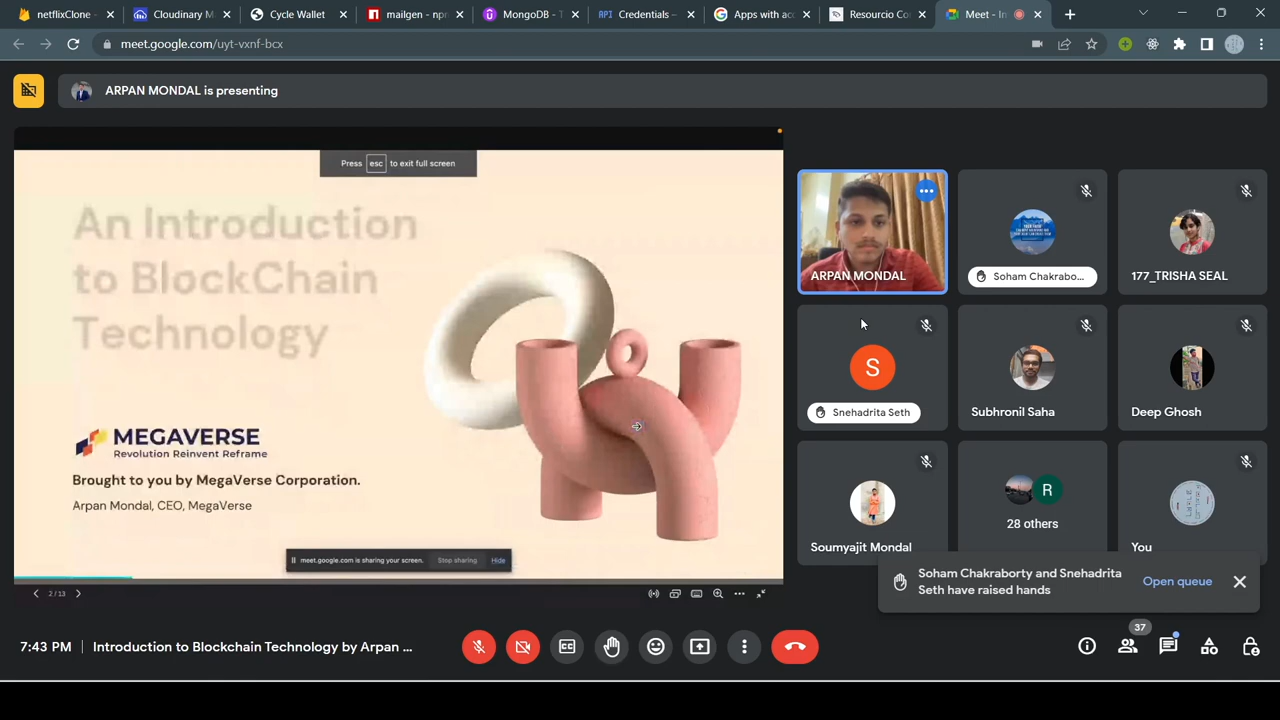 netflixClone -
Cloudinary M
Cycle Wallet
mailgen - npm
MongoDB - T
API
Credentials –
Apps with acc
Resourcio Co
Meet - In
meet.google.com/uyt-vxnf-bcx
ARPAN MONDAL is presenting
Press esc to exit full screen
An Introduction
to BlockChain
Technology
MEGAVERSE
Revolution Reinvent Reframe
Brought to you by MegaVerse Corporation.
Arpan Mondal, CEO, MegaVerse
meet.google.com is sharing your screen.
Stop sharing
Hide
2 / 13
ARPAN MONDAL
Soham Chakrabo...
177_TRISHA SEAL
S
Snehadrita Seth
Subhronil Saha
Deep Ghosh
Soumyajit Mondal
R
28 others
You
Soham Chakraborty and Snehadrita
Seth have raised hands
Open queue
37
7:43 PM
Introduction to Blockchain Technology by Arpan ...